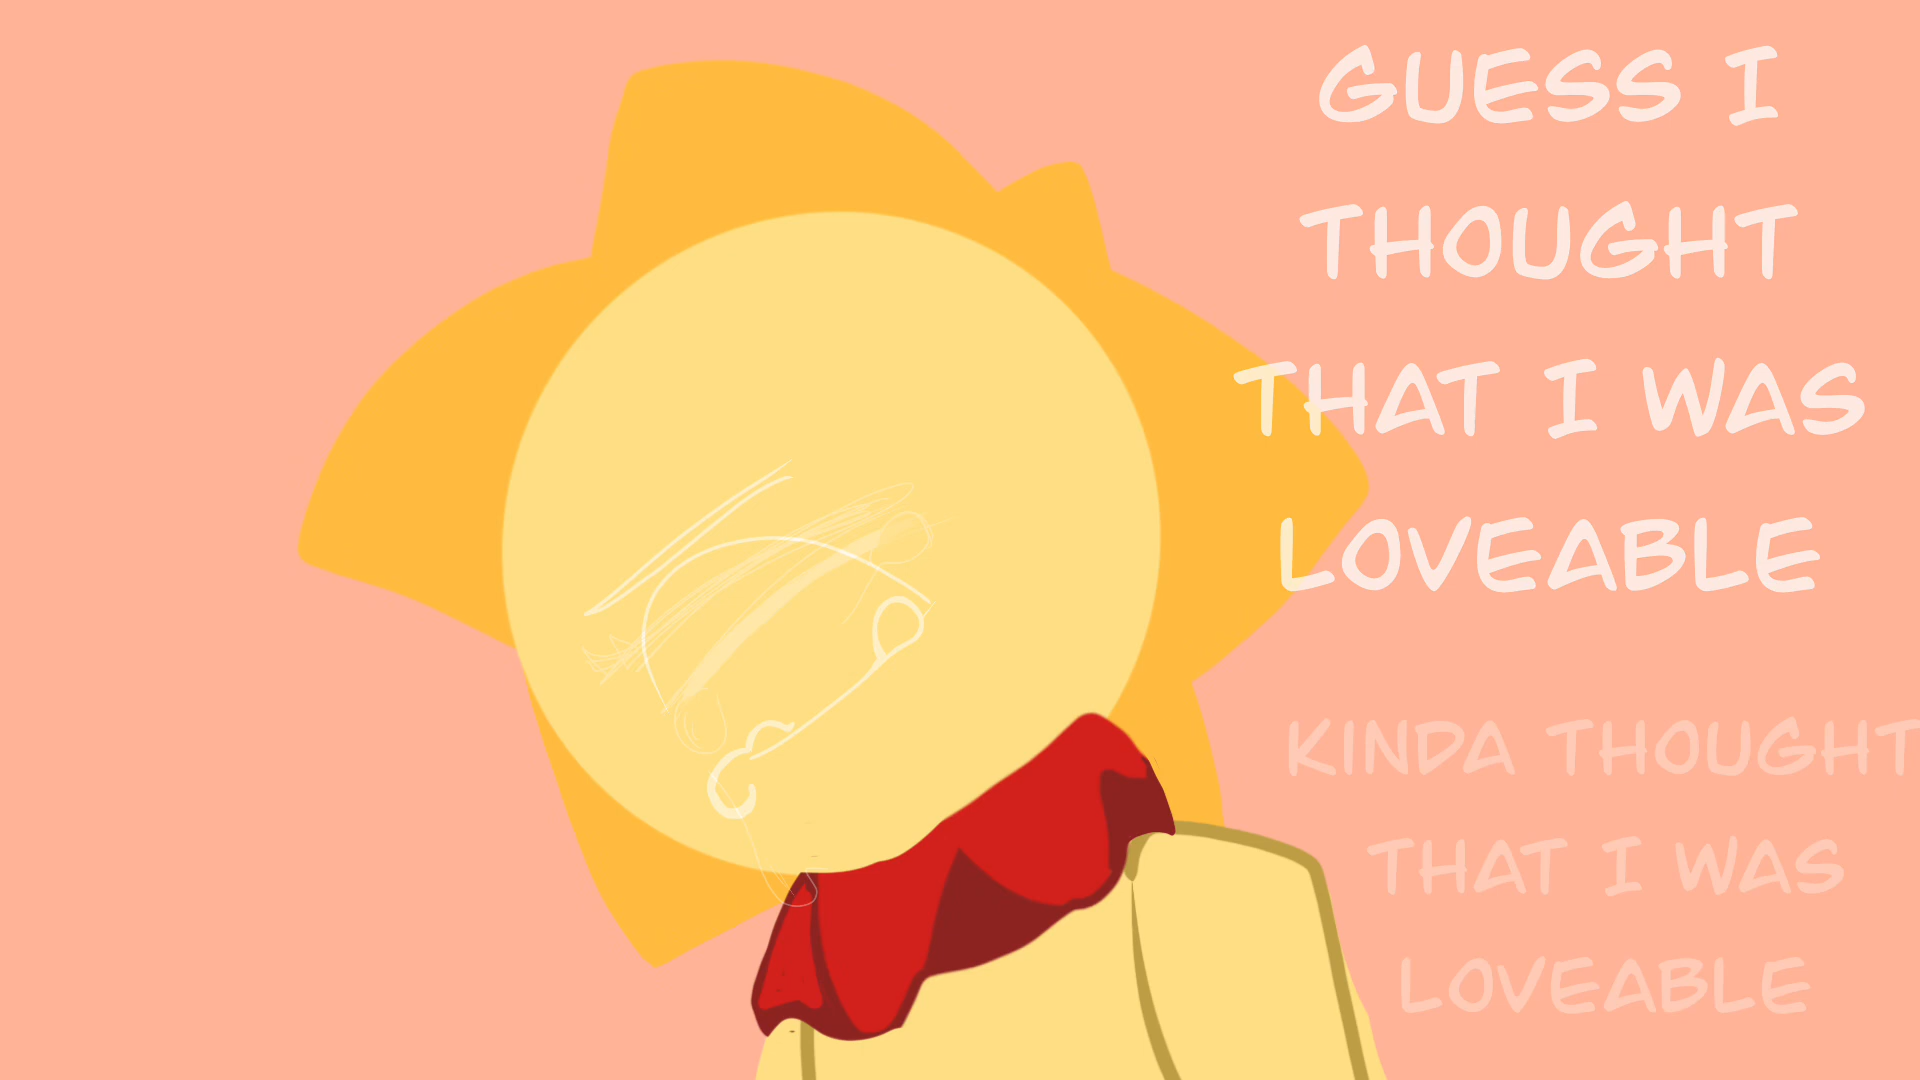 GUESS I
THOUGHT
THAT I WAS
LOVEABLE
KINDA THOUGHT
THAT I WAS
LOVEABLE